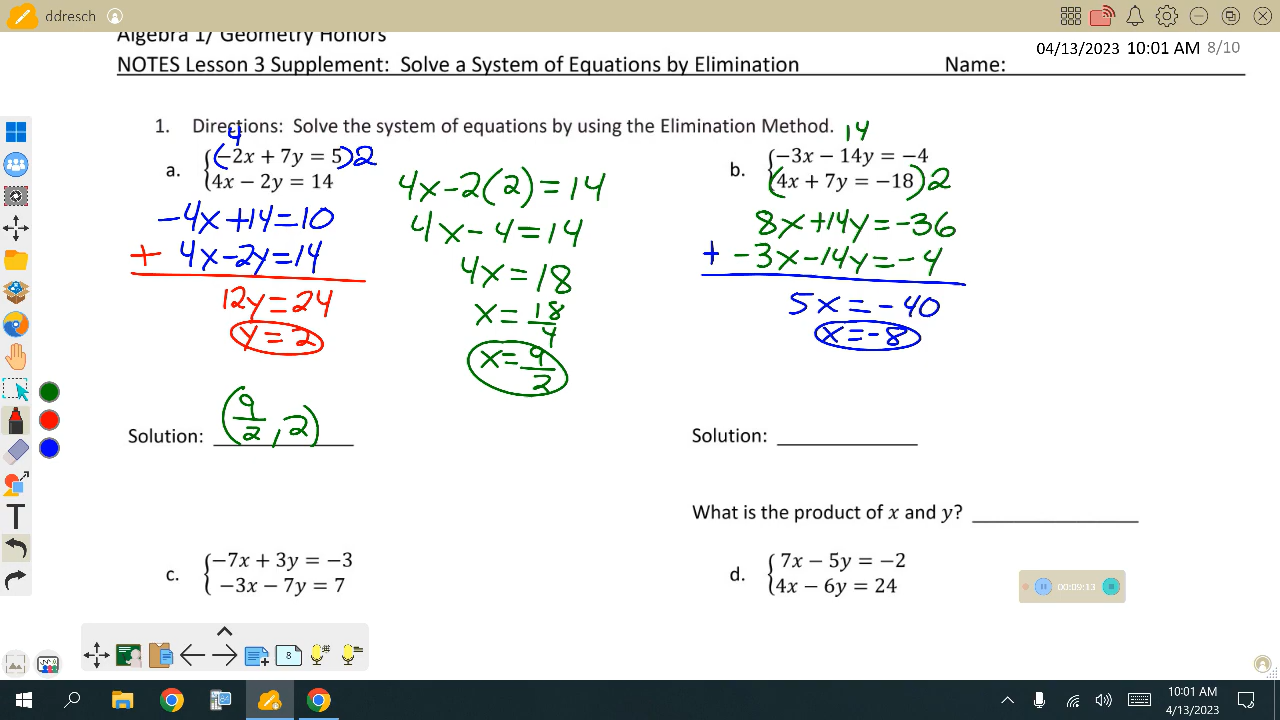 ddresch
Algebra 1/ Geometry Honors
04/13/2023 10:01 AM 8/10
NOTES Lesson 3 Supplement: Solve a System of Equations by Elimination Name:
1. Directions: Solve the system of equations by using the Elimination Method.
4
a. (−2x + 7y = 5)2
4x − 2y = 14
-4x+14=10
+ 4x-2y=14
12y=24
y=2
4x-2(2)=14
4x-4=14
4x=18
x=18/4
x=9/2
Solution: (9/2, 2)
14
b. −3x − 14y = −4
(4x + 7y = −18)2
8x+14y=-36
+ -3x-14y=-4
5x=-40
x=-8
Solution:
What is the product of x and y?
c. −7x + 3y = −3
−3x − 7y = 7
d. 7x − 5y = −2
4x − 6y = 24
00:09:13
T
8
10:01 AM
4/13/2023